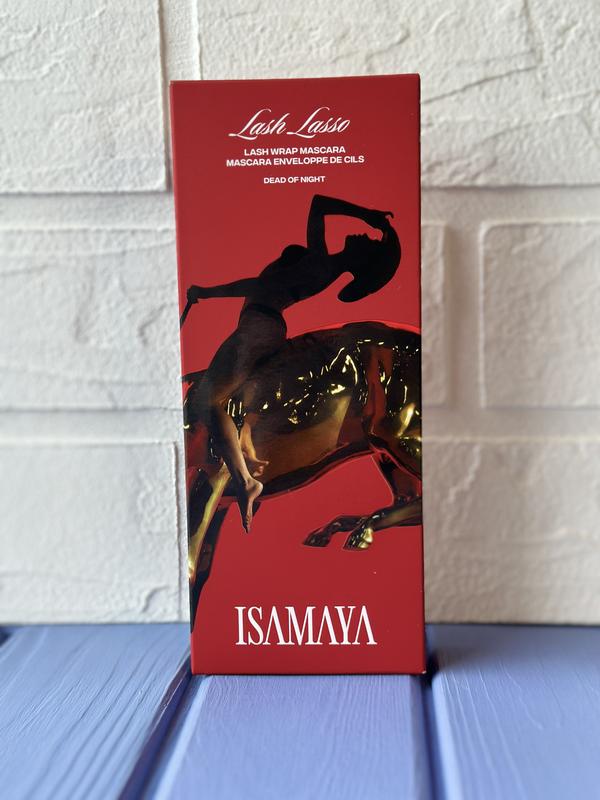 Lash Lasso
LASH WRAP MASCARA
MASCARA ENVELOPPE DE CILS
DEAD OF NIGHT
ISAMAYA